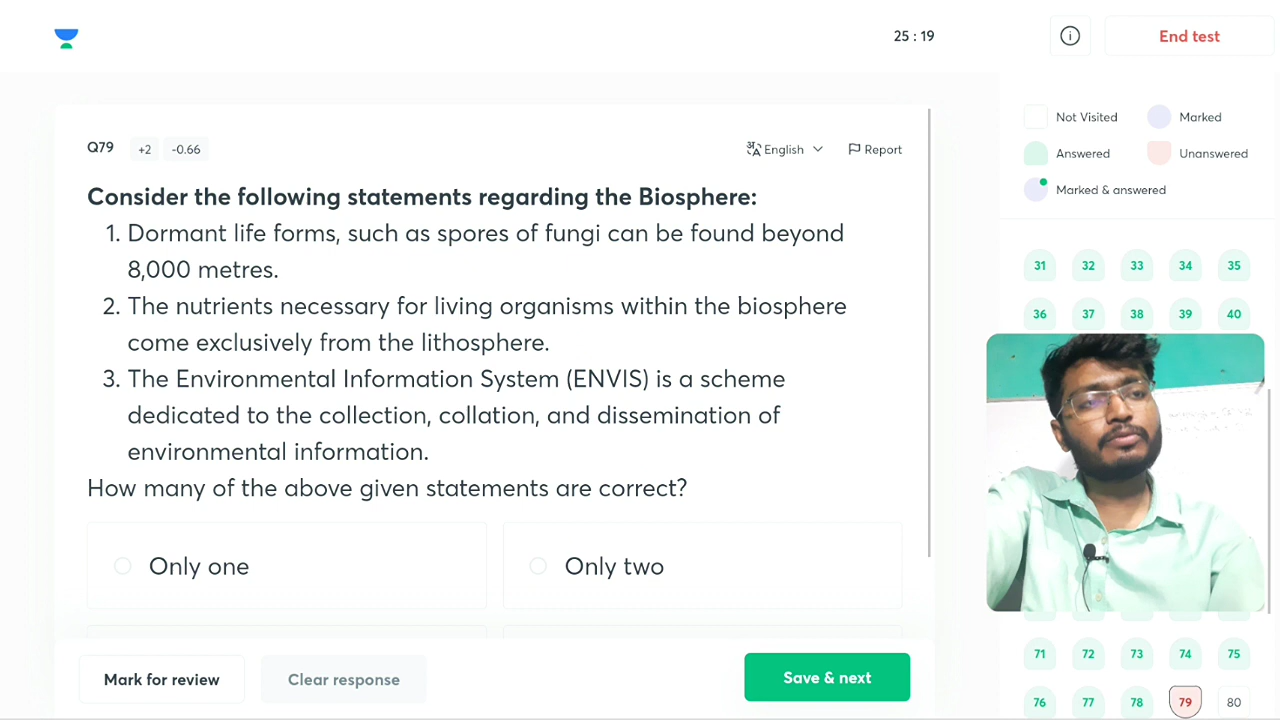 25 : 19
End test
Q79
+2
-0.66
English
Report
Consider the following statements regarding the Biosphere:
1. Dormant life forms, such as spores of fungi can be found beyond
8,000 metres.
2. The nutrients necessary for living organisms within the biosphere
come exclusively from the lithosphere.
3. The Environmental Information System (ENVIS) is a scheme
dedicated to the collection, collation, and dissemination of
environmental information.
How many of the above given statements are correct?
Only one
Only two
Mark for review
Clear response
Save & next
Not Visited
Marked
Answered
Unanswered
Marked & answered
31 32 33 34 35
36 37 38 39 40
71 72 73 74 75
76 77 78 79 80